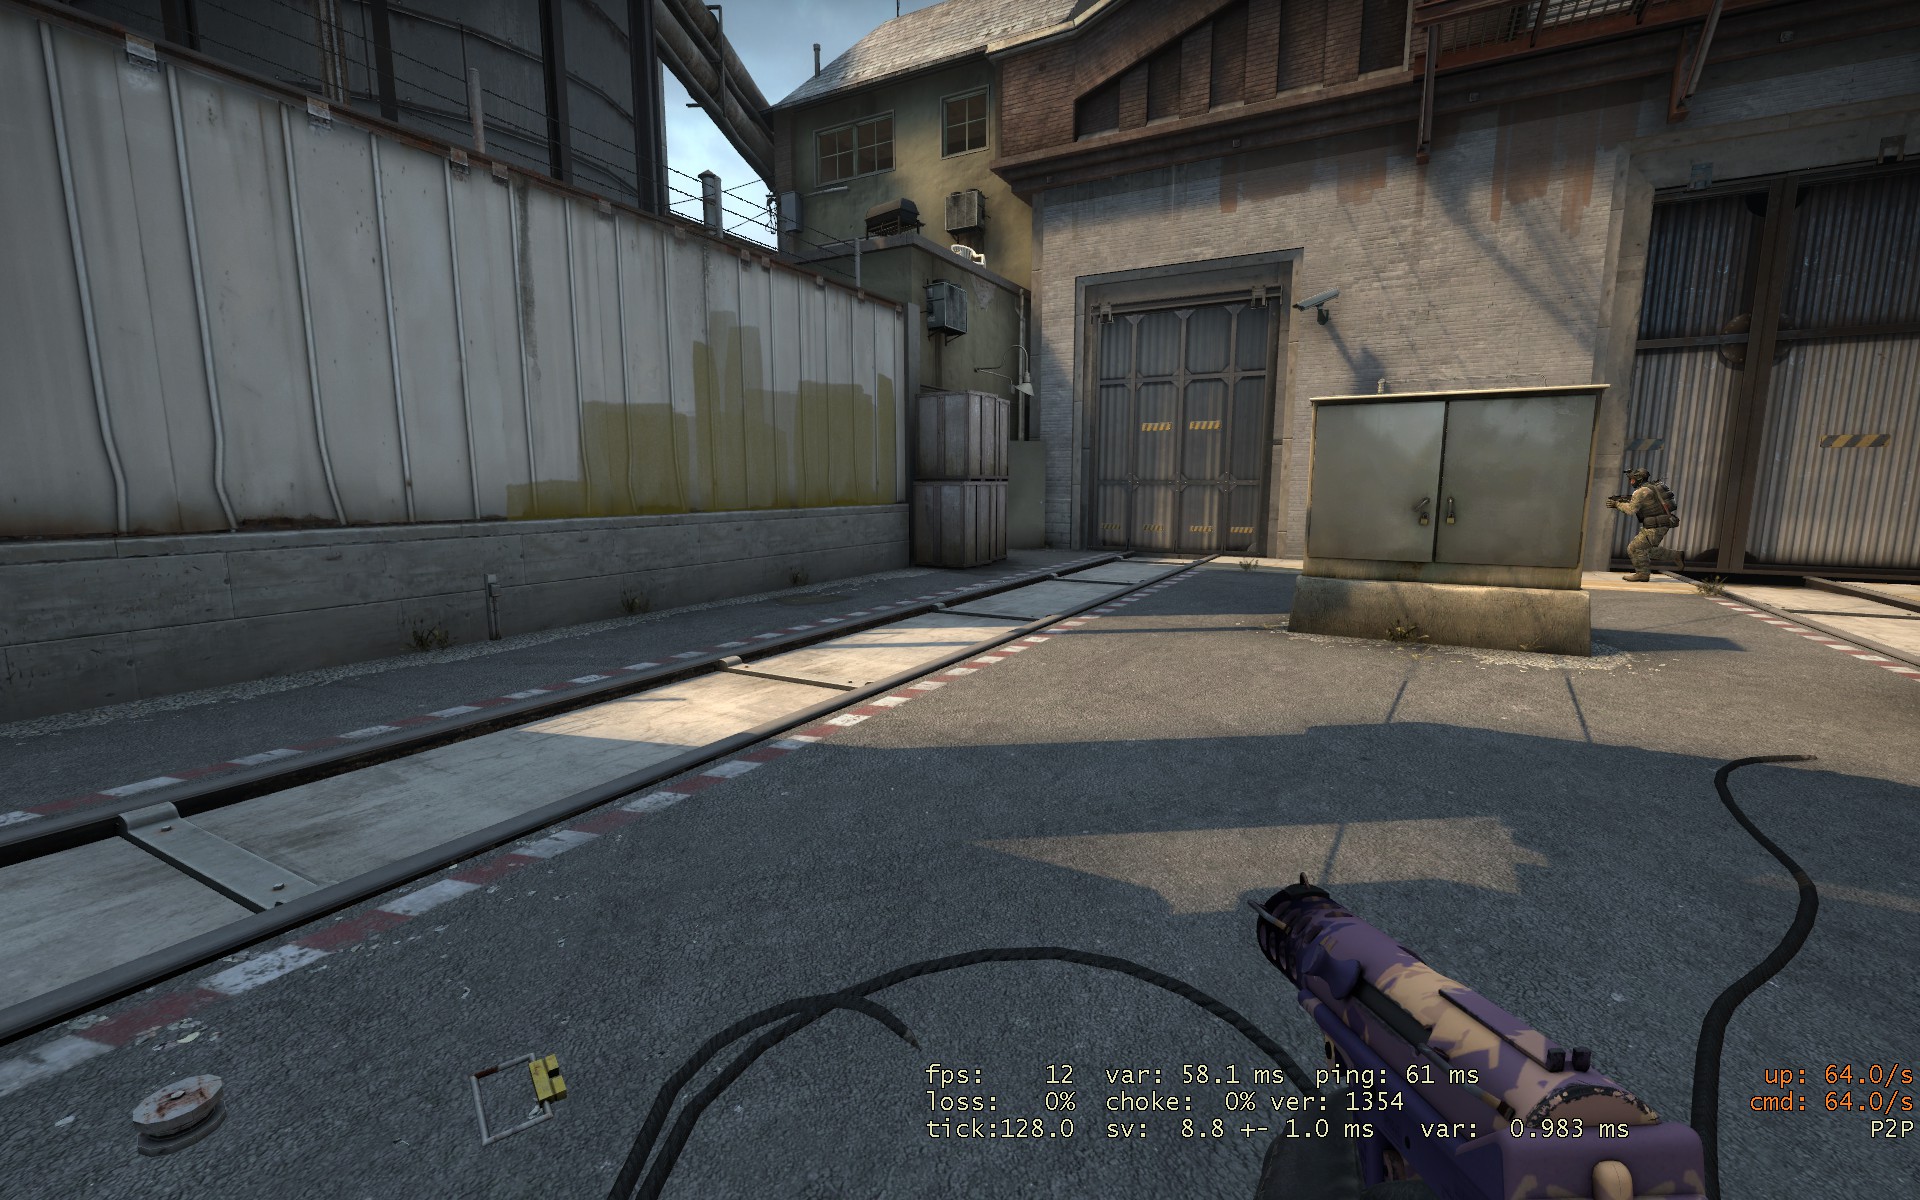 fps: 12 var: 58.1 ms ping: 61 ms
loss: 0% choke: 0% ver: 1354
tick:128.0 sv: 8.8 +- 1.0 ms var: 0.983 ms
up: 64.0/s
cmd: 64.0/s
P2P